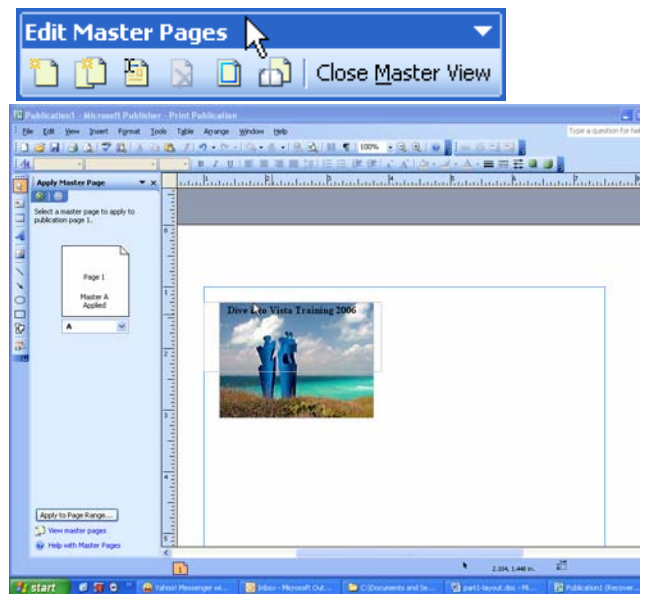 Edit Master Pages
Close Master View
Publication1 - Microsoft Publisher - Print Publication
File Edit View Insert Format Tools Table Arrange Window Help
Type a question for hel
100%
B I U
Apply Master Page
Select a master page to apply to
publication page 1.
Page 1
Master A
Applied
A
Dive Into Vista Training 2006
Apply to Page Range...
View master pages
Help with Master Pages
1
2.104, 1.440 in.
start
Yahoo! Messenger
Inbox - Microsoft Out...
C:\Documents and Se...
part1-layout.doc - Mi...
Publication1 (Recover...